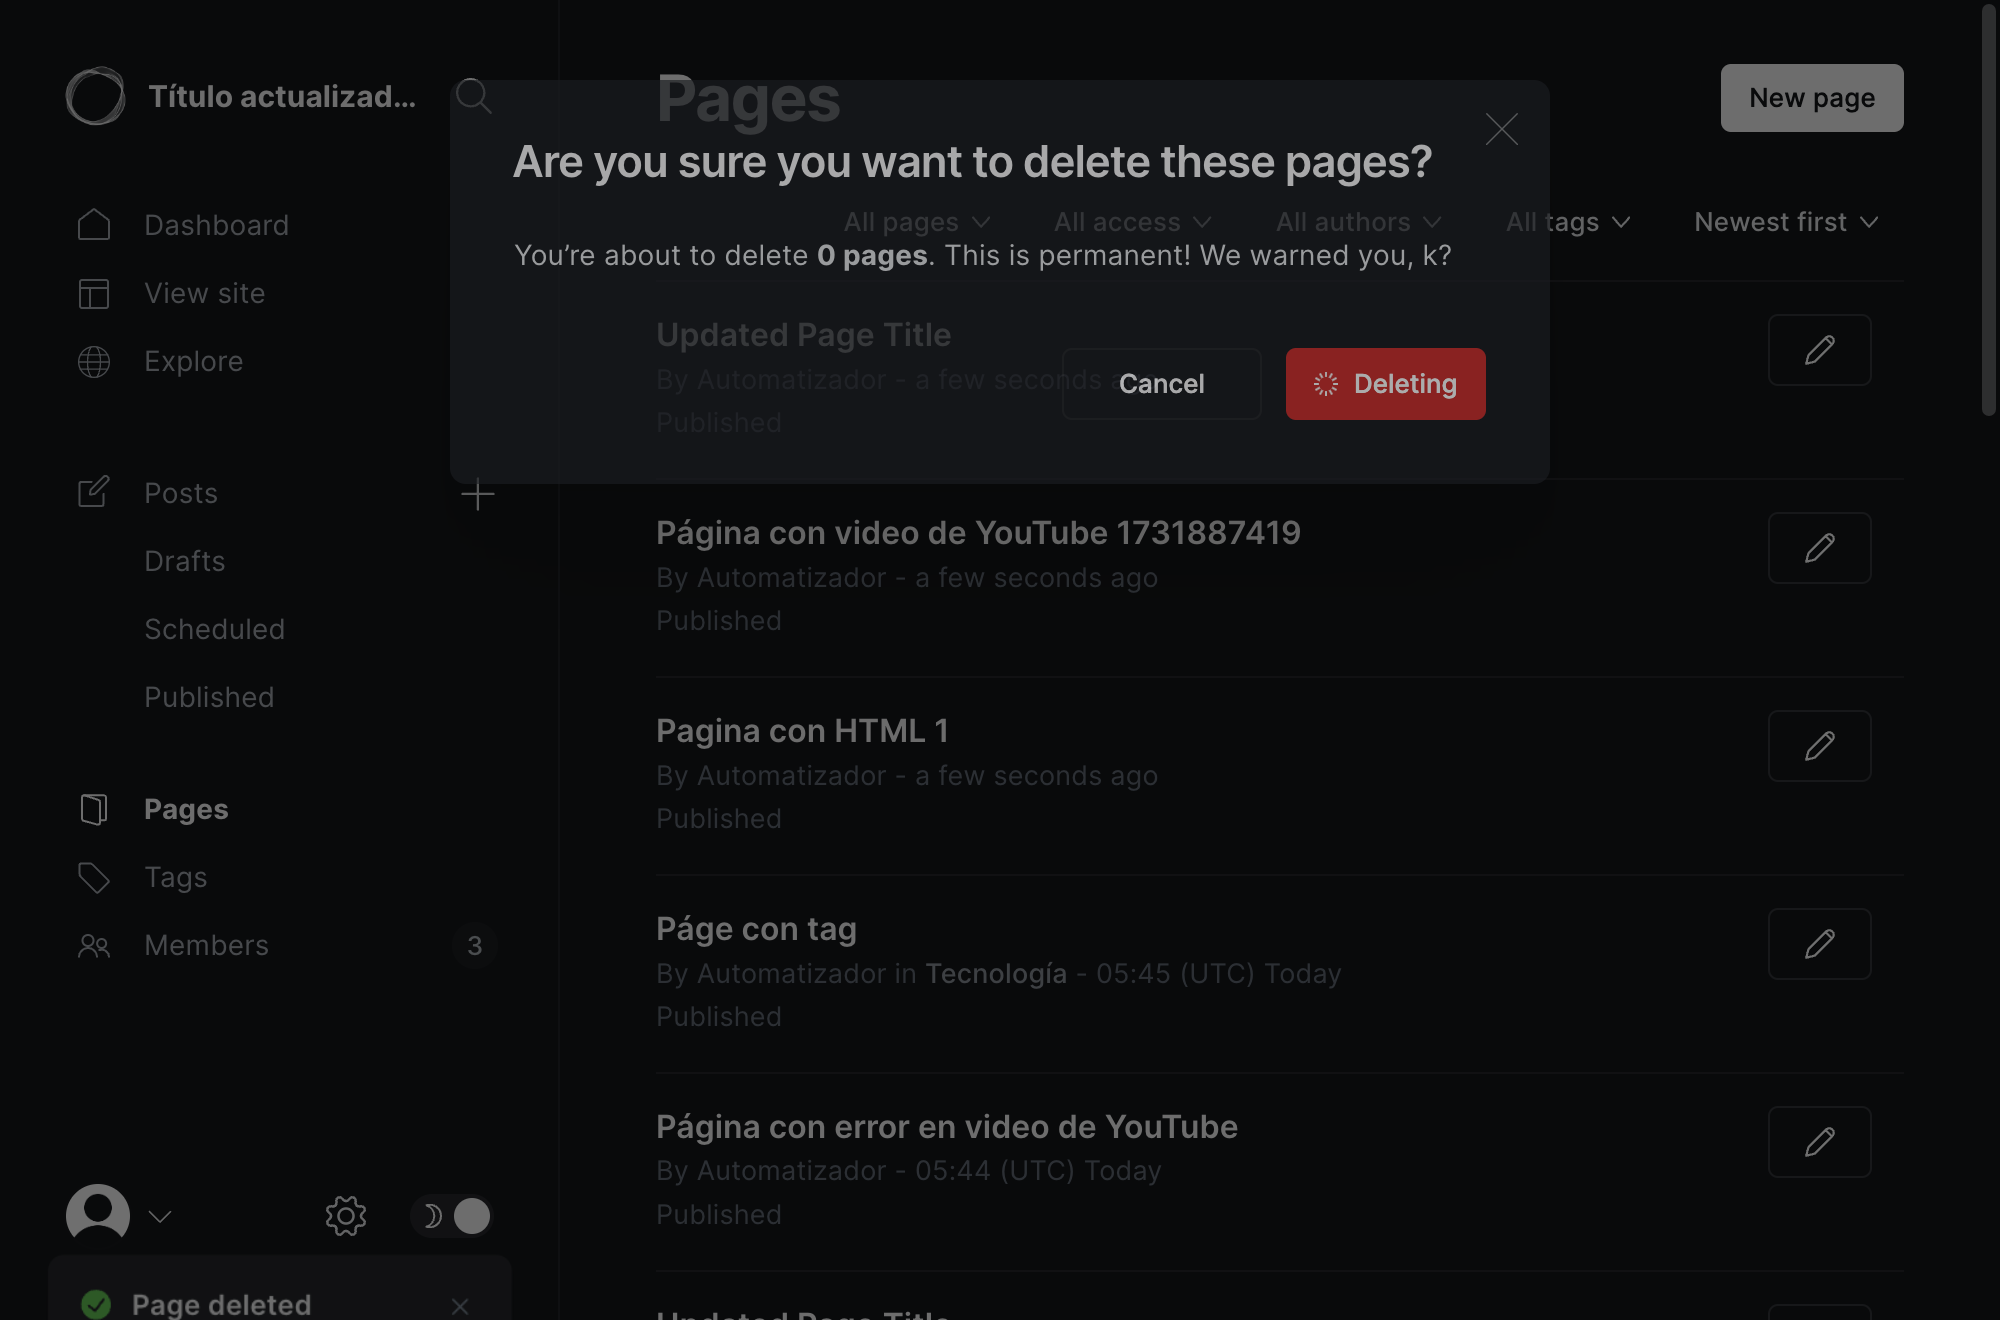 Título actualizad...
Dashboard
View site
Explore
Posts
Drafts
Scheduled
Published
Pages
Tags
Members
3
Page deleted
Pages
New page
Are you sure you want to delete these pages?
All pages
All access
All authors
All tags
Newest first
You’re about to delete 0 pages. This is permanent! We warned you, k?
Updated Page Title
By Automatizador - a few seconds ago
Published
Cancel
Deleting
Página con video de YouTube 1731887419
By Automatizador - a few seconds ago
Published
Pagina con HTML 1
By Automatizador - a few seconds ago
Published
Páge con tag
By Automatizador in Tecnología - 05:45 (UTC) Today
Published
Página con error en video de YouTube
By Automatizador - 05:44 (UTC) Today
Published
Updated Page Title